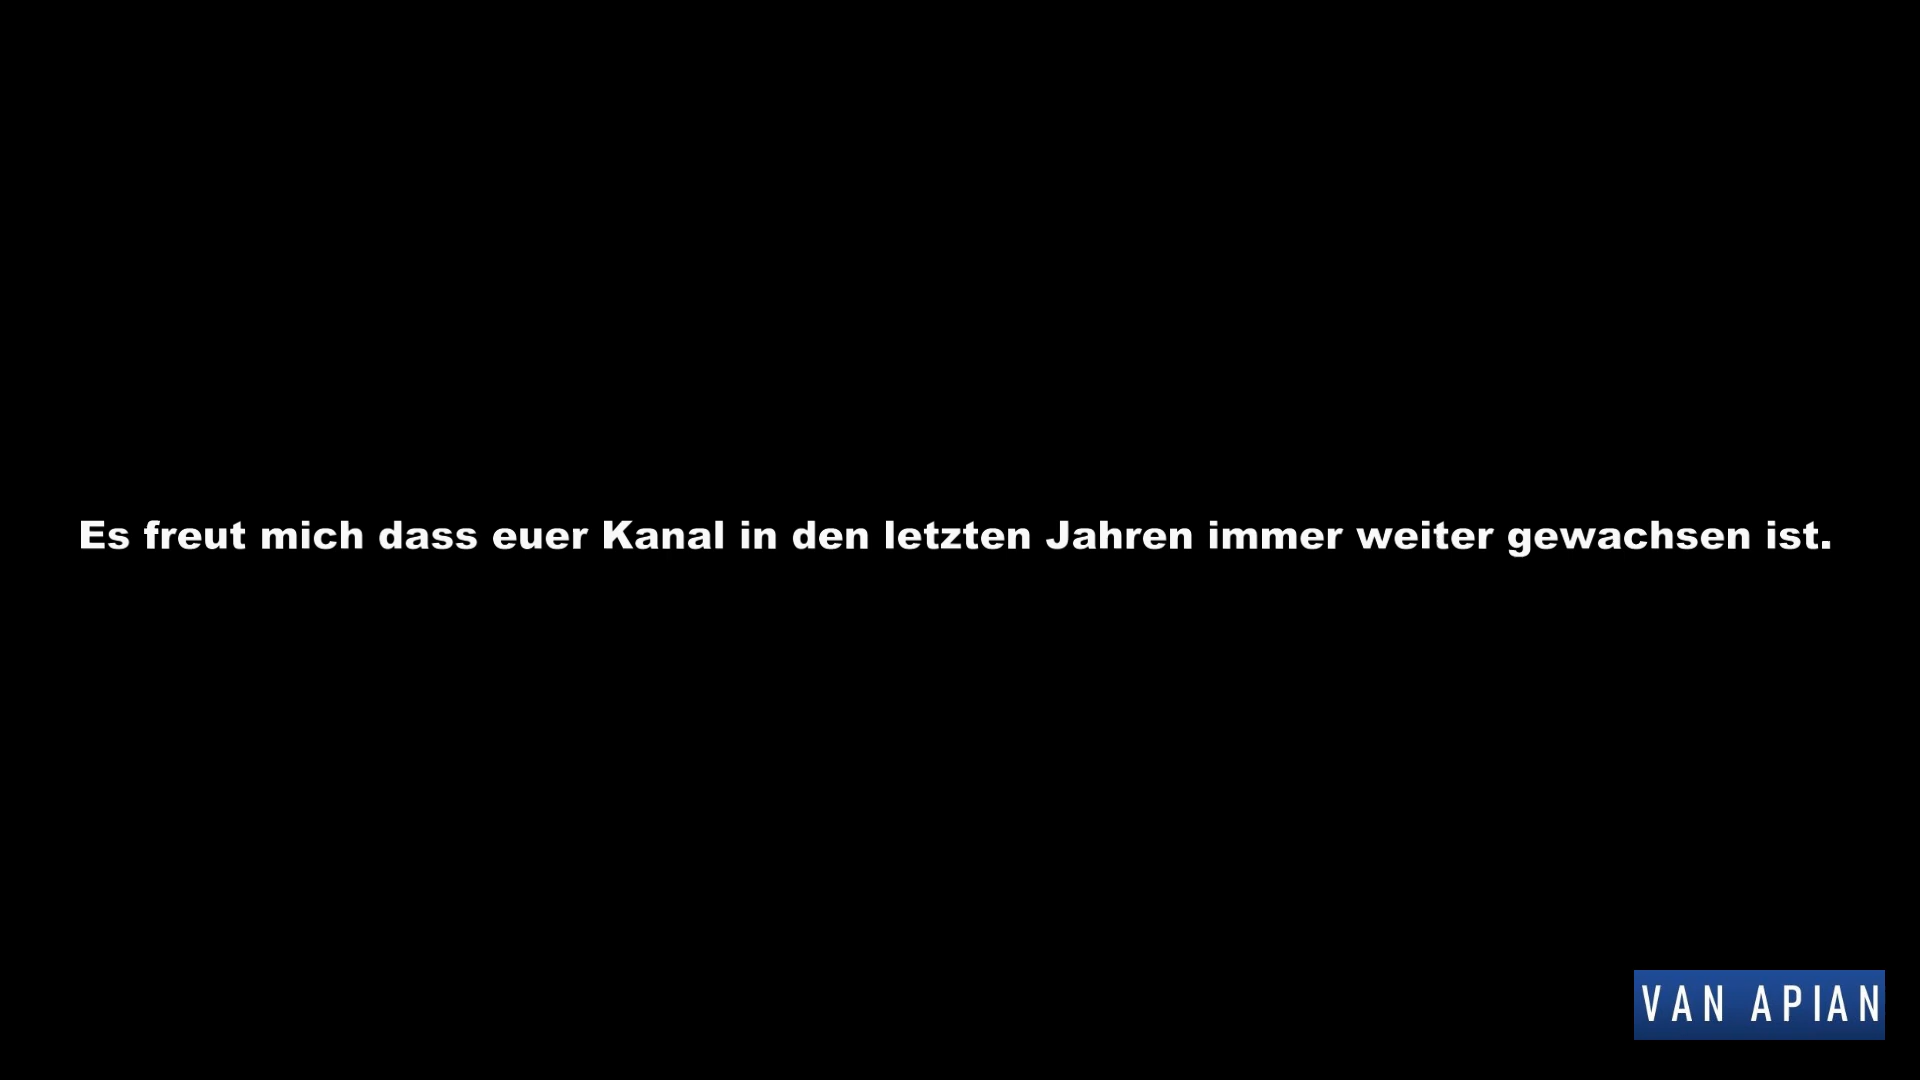 Es freut mich dass euer Kanal in den letzten Jahren immer weiter gewachsen ist.
VAN APIAN